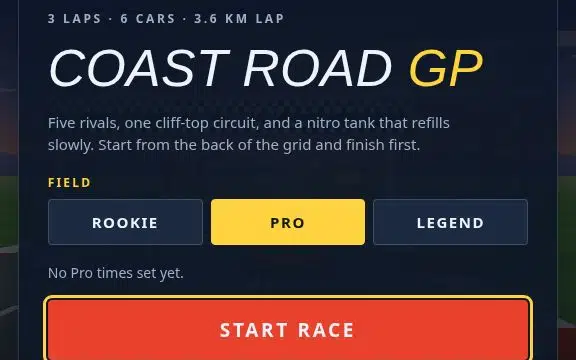 3 LAPS · 6 CARS · 3.6 KM LAP
COAST ROAD GP
Five rivals, one cliff-top circuit, and a nitro tank that refills
slowly. Start from the back of the grid and finish first.
FIELD
ROOKIE PRO LEGEND
No Pro times set yet.
START RACE